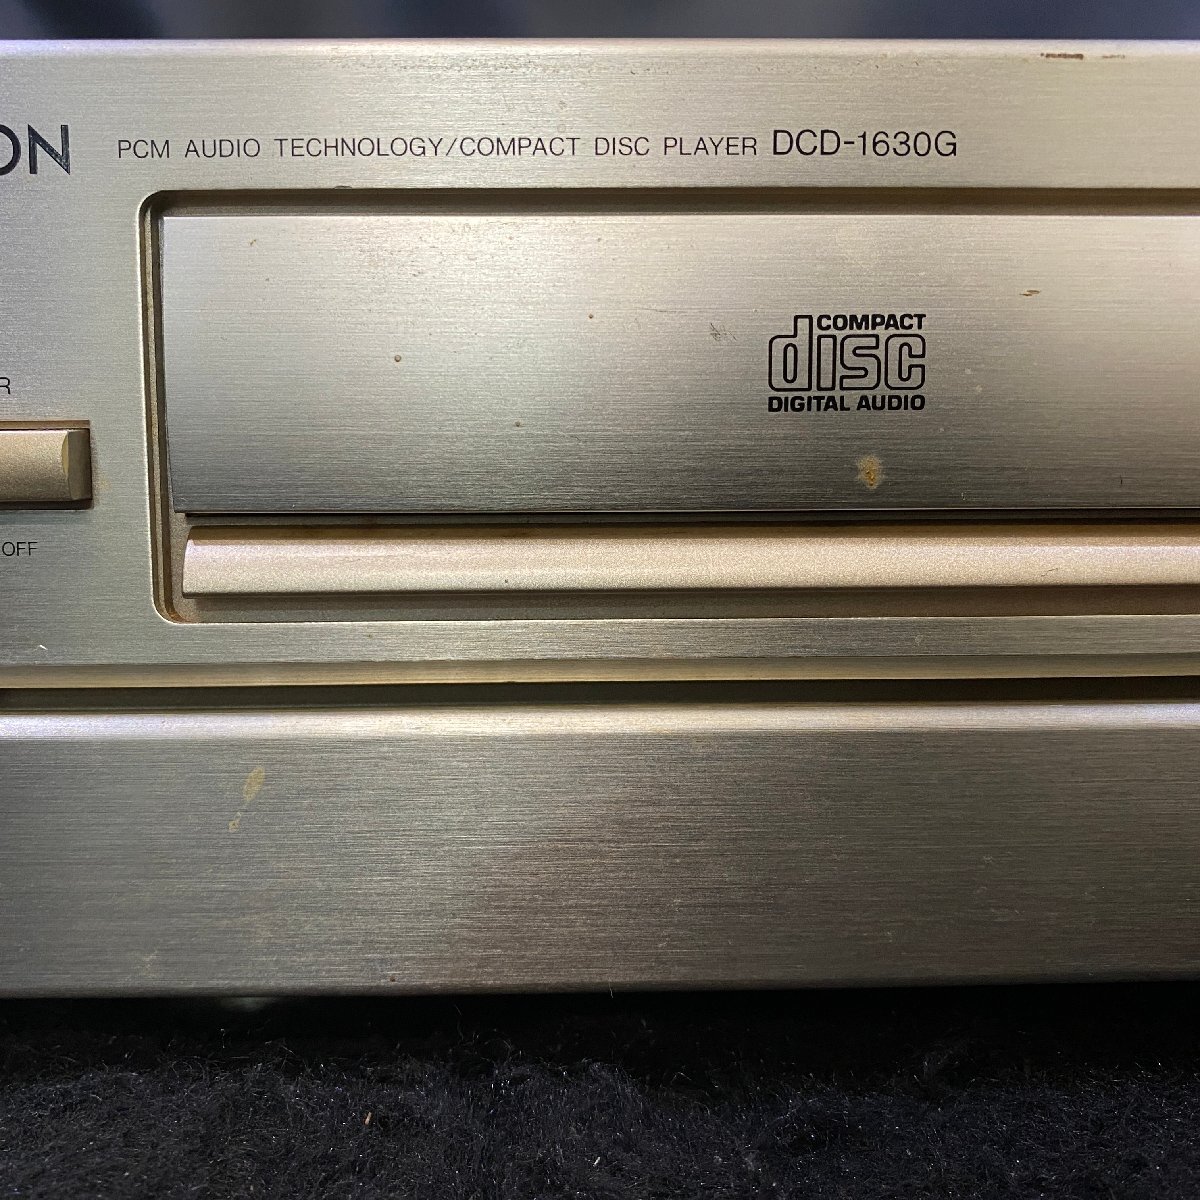 ON PCM AUDIO TECHNOLOGY/COMPACT DISC PLAYER DCD-1630G
COMPACT
disc
DIGITAL AUDIO
R
OFF